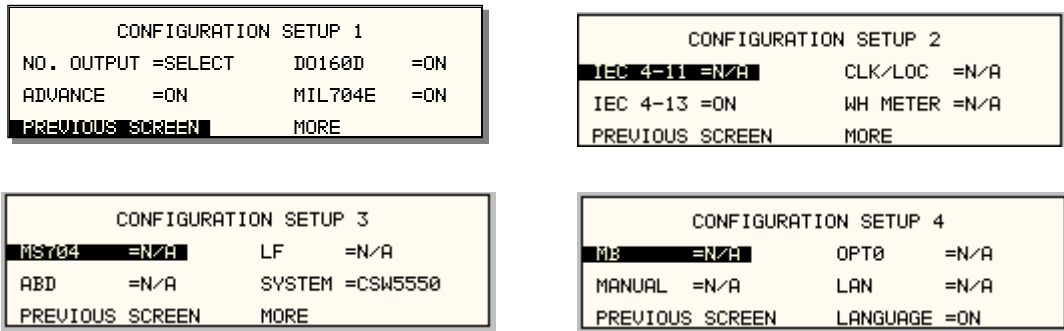 CONFIGURATION SETUP 1
NO. OUTPUT =SELECT DO160D =ON
ADVANCE =ON MIL704E =ON
PREVIOUS SCREEN MORE
CONFIGURATION SETUP 2
IEC 4-11 =N/A CLK/LOC =N/A
IEC 4-13 =ON WH METER =N/A
PREVIOUS SCREEN MORE
CONFIGURATION SETUP 3
MS704 =N/A LF =N/A
ABD =N/A SYSTEM =CSW5550
PREVIOUS SCREEN MORE
CONFIGURATION SETUP 4
MB =N/A OPT0 =N/A
MANUAL =N/A LAN =N/A
PREVIOUS SCREEN LANGUAGE =ON